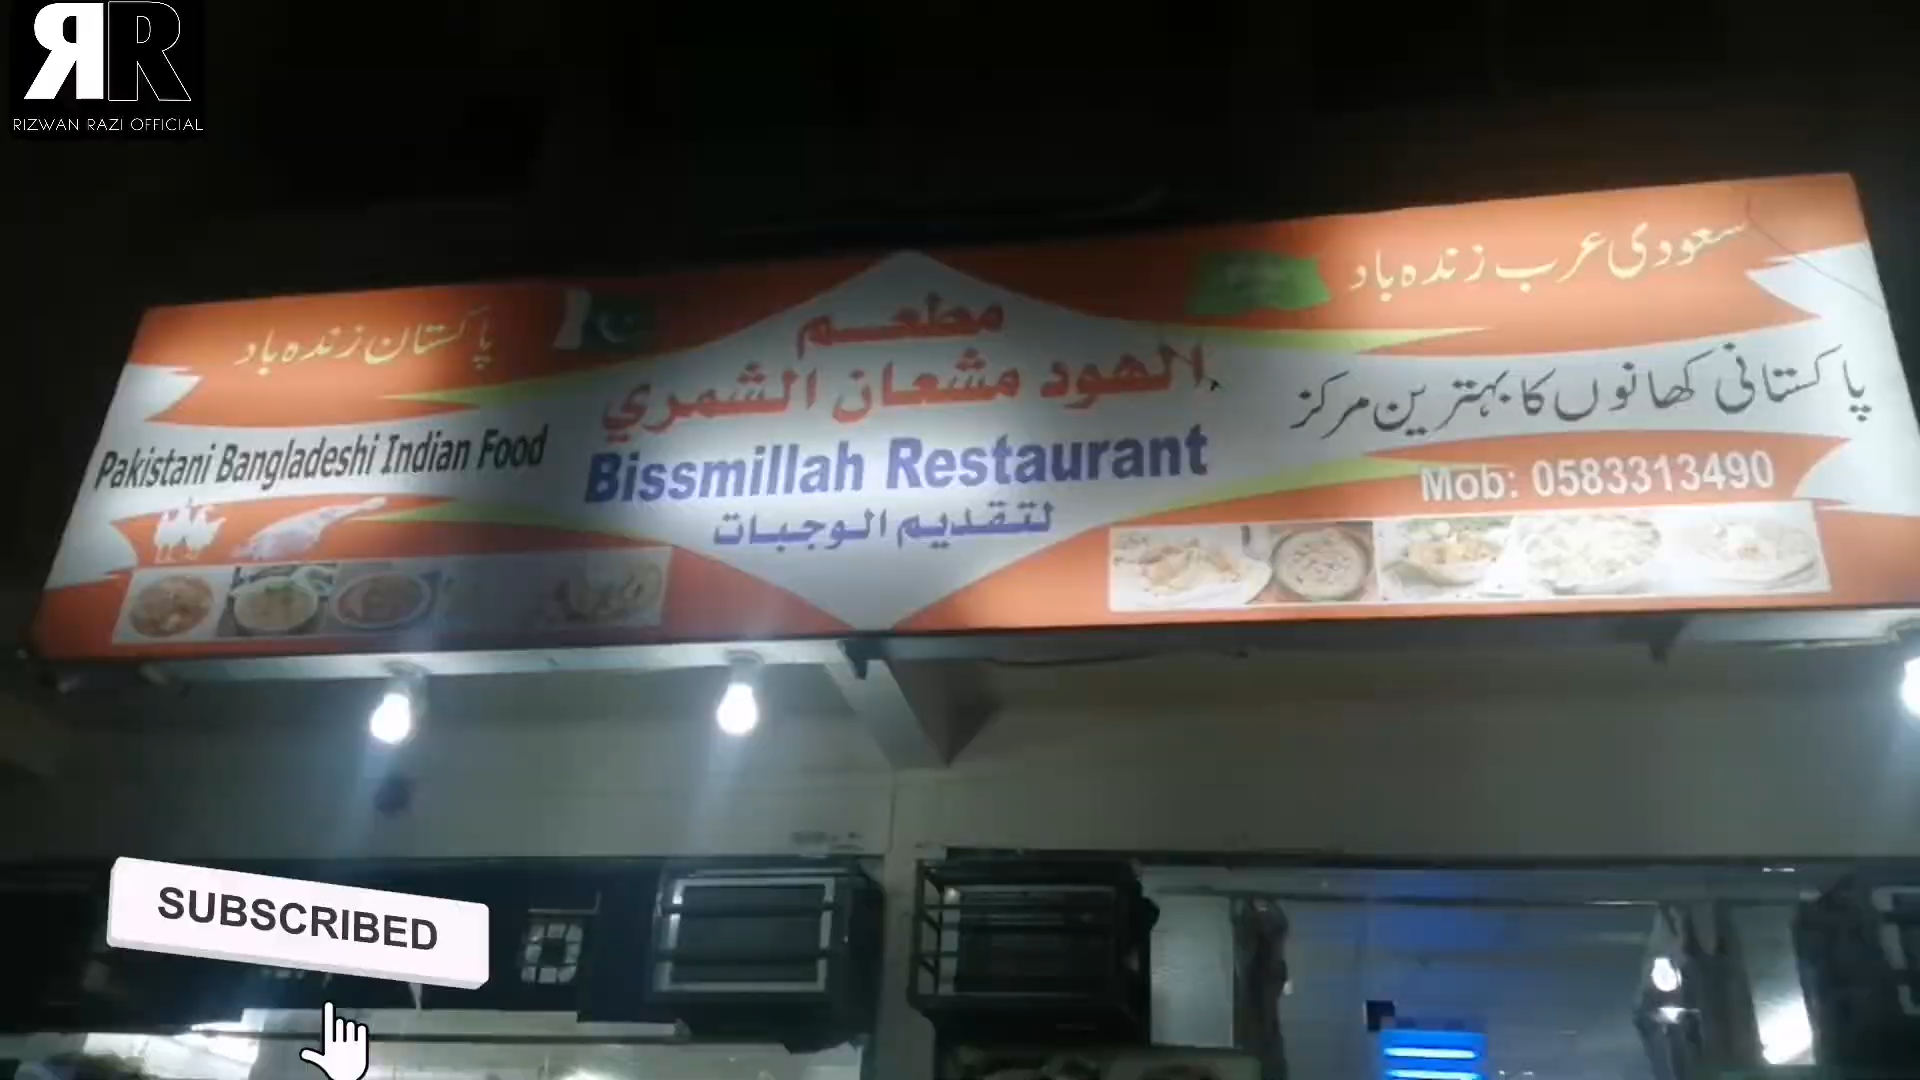 RR
RIZWAN RAZI OFFICIAL
پاکستان زندہ باد
سعودی عرب زندہ باد
مطعم
الهود مشعان الشمري
Bissmillah Restaurant
لتقديم الوجبات
Pakistani Bangladeshi Indian Food
پاکستانی کھانوں کا بہترین مرکز
Mob: 0583313490
SUBSCRIBED